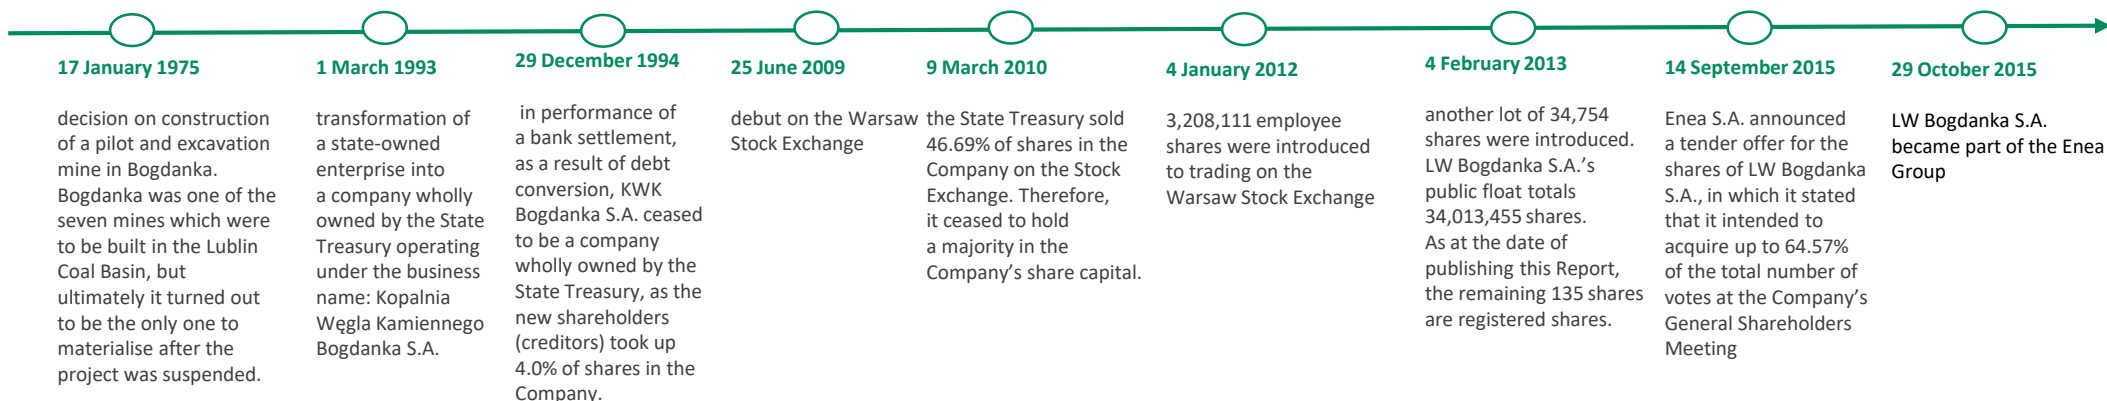 17 January 1975
decision on construction
of a pilot and excavation
mine in Bogdanka.
Bogdanka was one of the
seven mines which were
to be built in the Lublin
Coal Basin, but
ultimately it turned out
to be the only one to
materialise after the
project was suspended.
1 March 1993
transformation of
a state-owned
enterprise into
a company wholly
owned by the State
Treasury operating
under the business
name: Kopalnia
Węgla Kamiennego
Bogdanka S.A.
29 December 1994
in performance of
a bank settlement,
as a result of debt
conversion, KWK
Bogdanka S.A. ceased
to be a company
wholly owned by the
State Treasury, as the
new shareholders
(creditors) took up
4.0% of shares in the
Company.
25 June 2009
debut on the Warsaw
Stock Exchange
9 March 2010
the State Treasury sold
46.69% of shares in the
Company on the Stock
Exchange. Therefore,
it ceased to hold
a majority in the
Company's share capital.
4 January 2012
3,208,111 employee
shares were introduced
to trading on the
Warsaw Stock Exchange
4 February 2013
another lot of 34,754
shares were introduced.
LW Bogdanka S.A.'s
public float totals
34,013,455 shares.
As at the date of
publishing this Report,
the remaining 135 shares
are registered shares.
14 September 2015
Enea S.A. announced
a tender offer for the
shares of LW Bogdanka
S.A., in which it stated
that it intended to
acquire up to 64.57%
of the total number of
votes at the Company's
General Shareholders
Meeting
29 October 2015
LW Bogdanka S.A.
became part of the Enea
Group